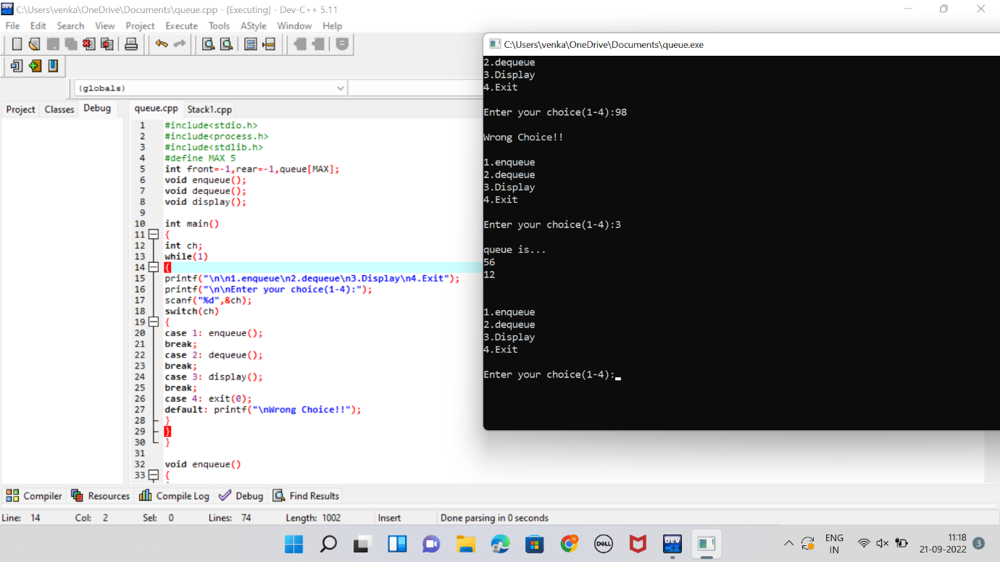 C:\Users\venka\OneDrive\Documents\queue.cpp - [Executing] - Dev-C++ 5.11
File Edit Search View Project Execute Tools AStyle Window Help
(globals)
Project Classes Debug
queue.cpp Stack1.cpp
1 #include<stdio.h>
2 #include<process.h>
3 #include<stdlib.h>
4 #define MAX 5
5 int front=-1,rear=-1,queue[MAX];
6 void enqueue();
7 void dequeue();
8 void display();
9
10 int main()
11 {
12 int ch;
13 while(1)
14 {
15 printf("\n\n1.enqueue\n2.dequeue\n3.Display\n4.Exit");
16 printf("\n\nEnter your choice(1-4):");
17 scanf("%d",&ch);
18 switch(ch)
19 {
20 case 1: enqueue();
21 break;
22 case 2: dequeue();
23 break;
24 case 3: display();
25 break;
26 case 4: exit(0);
27 default: printf("\nWrong Choice!!");
28 }
29 }
30 }
31
32 void enqueue()
33 {
C:\Users\venka\OneDrive\Documents\queue.exe
2.dequeue
3.Display
4.Exit
Enter your choice(1-4):98
Wrong Choice!!
1.enqueue
2.dequeue
3.Display
4.Exit
Enter your choice(1-4):3
queue is...
56
12
1.enqueue
2.dequeue
3.Display
4.Exit
Enter your choice(1-4):
Compiler Resources Compile Log Debug Find Results
Line: 14 Col: 2 Sel: 0 Lines: 74 Length: 1002 Insert Done parsing in 0 seconds
H
DELL
DEV
ENG
IN
11:18
21-09-2022
3